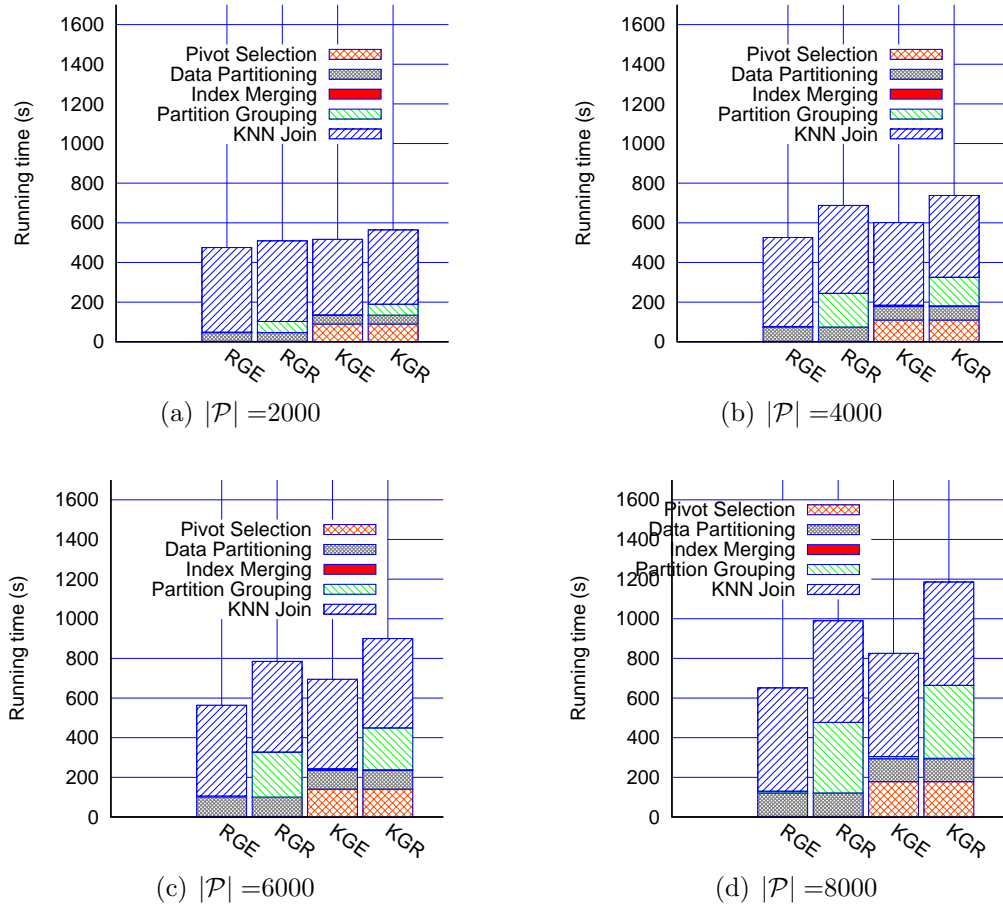 1600
1400
1200
1000
800
600
400
200
0
Running time (s)
Pivot Selection
Data Partitioning
Index Merging
Partition Grouping
KNN Join
RGE
RGR
KGE
KGR
(a) |𝒫| =2000
1600
1400
1200
1000
800
600
400
200
0
Running time (s)
Pivot Selection
Data Partitioning
Index Merging
Partition Grouping
KNN Join
RGE
RGR
KGE
KGR
(b) |𝒫| =4000
1600
1400
1200
1000
800
600
400
200
0
Running time (s)
Pivot Selection
Data Partitioning
Index Merging
Partition Grouping
KNN Join
RGE
RGR
KGE
KGR
(c) |𝒫| =6000
1600
1400
1200
1000
800
600
400
200
0
Running time (s)
Pivot Selection
Data Partitioning
Index Merging
Partition Grouping
KNN Join
RGE
RGR
KGE
KGR
(d) |𝒫| =8000